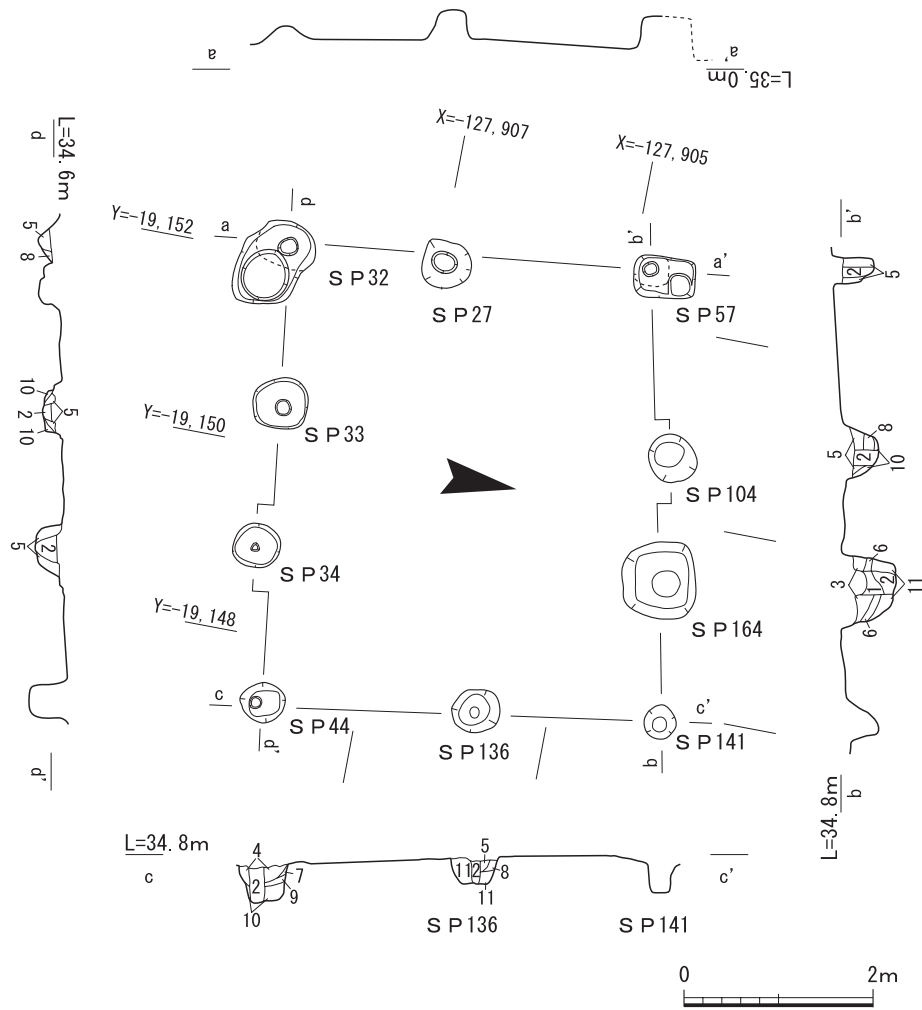 a
a'
L=35.0m
L=34.6m
d
X=-127,907
X=-127,905
Y=-19,152
a
d
b'
a'
b'
5
8
SP32
SP27
SP57
2
5
10
2
10
5
Y=-19,150
SP33
SP104
8
5
2
10
5
2
SP34
6
3
1
2
11
6
Y=-19,148
SP164
c
SP44
d'
SP136
c'
SP141
b
d'
b
L=34.8m
L=34.8m
c
4
2
7
9
10
5
11
2
8
11
c'
SP136
SP141
0
2m